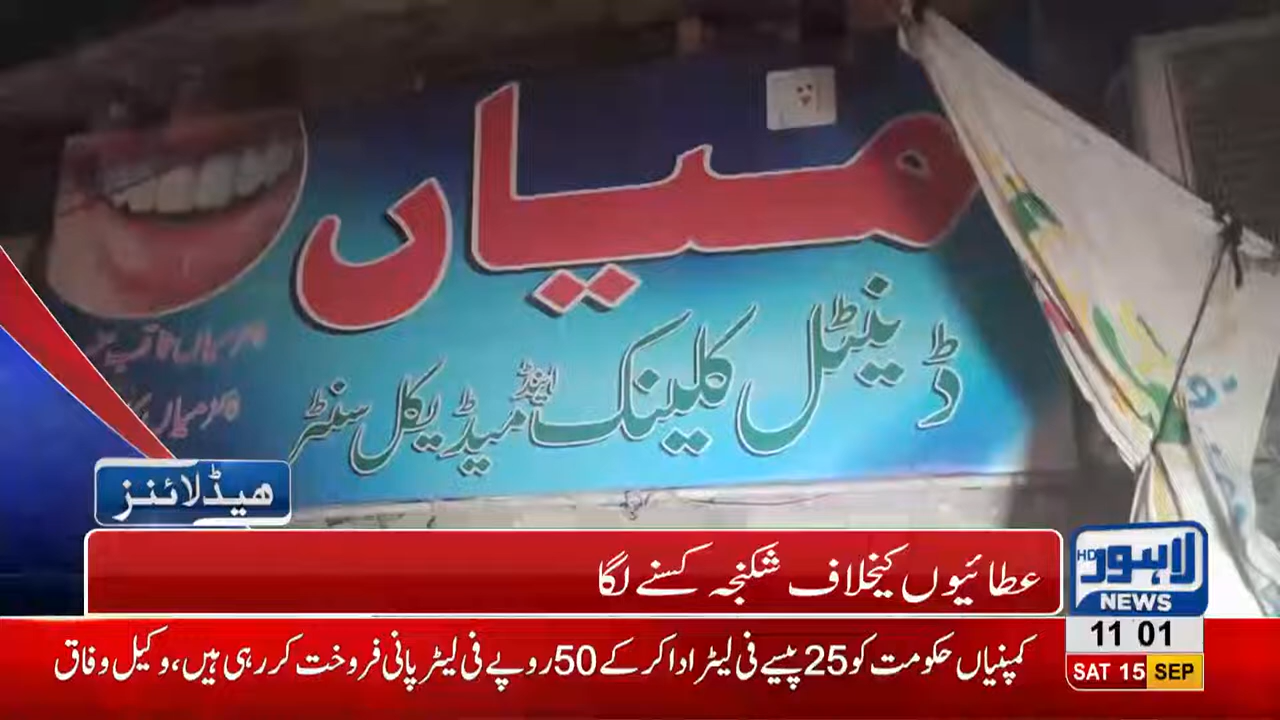 میاں
ڈینٹل کلینک اینڈ میڈیکل سنٹر
ھیڈلائنز
عطائیوں کیخلاف شکنجہ کسنے لگا
HD لاہور
NEWS
11 01
SAT 15 SEP
کمپنیاں حکومت کو 25 پیسے فی لیٹر ادا کر کے 50 روپے فی لیٹر پانی فروخت کر رہی ہیں، وکیل وفاق